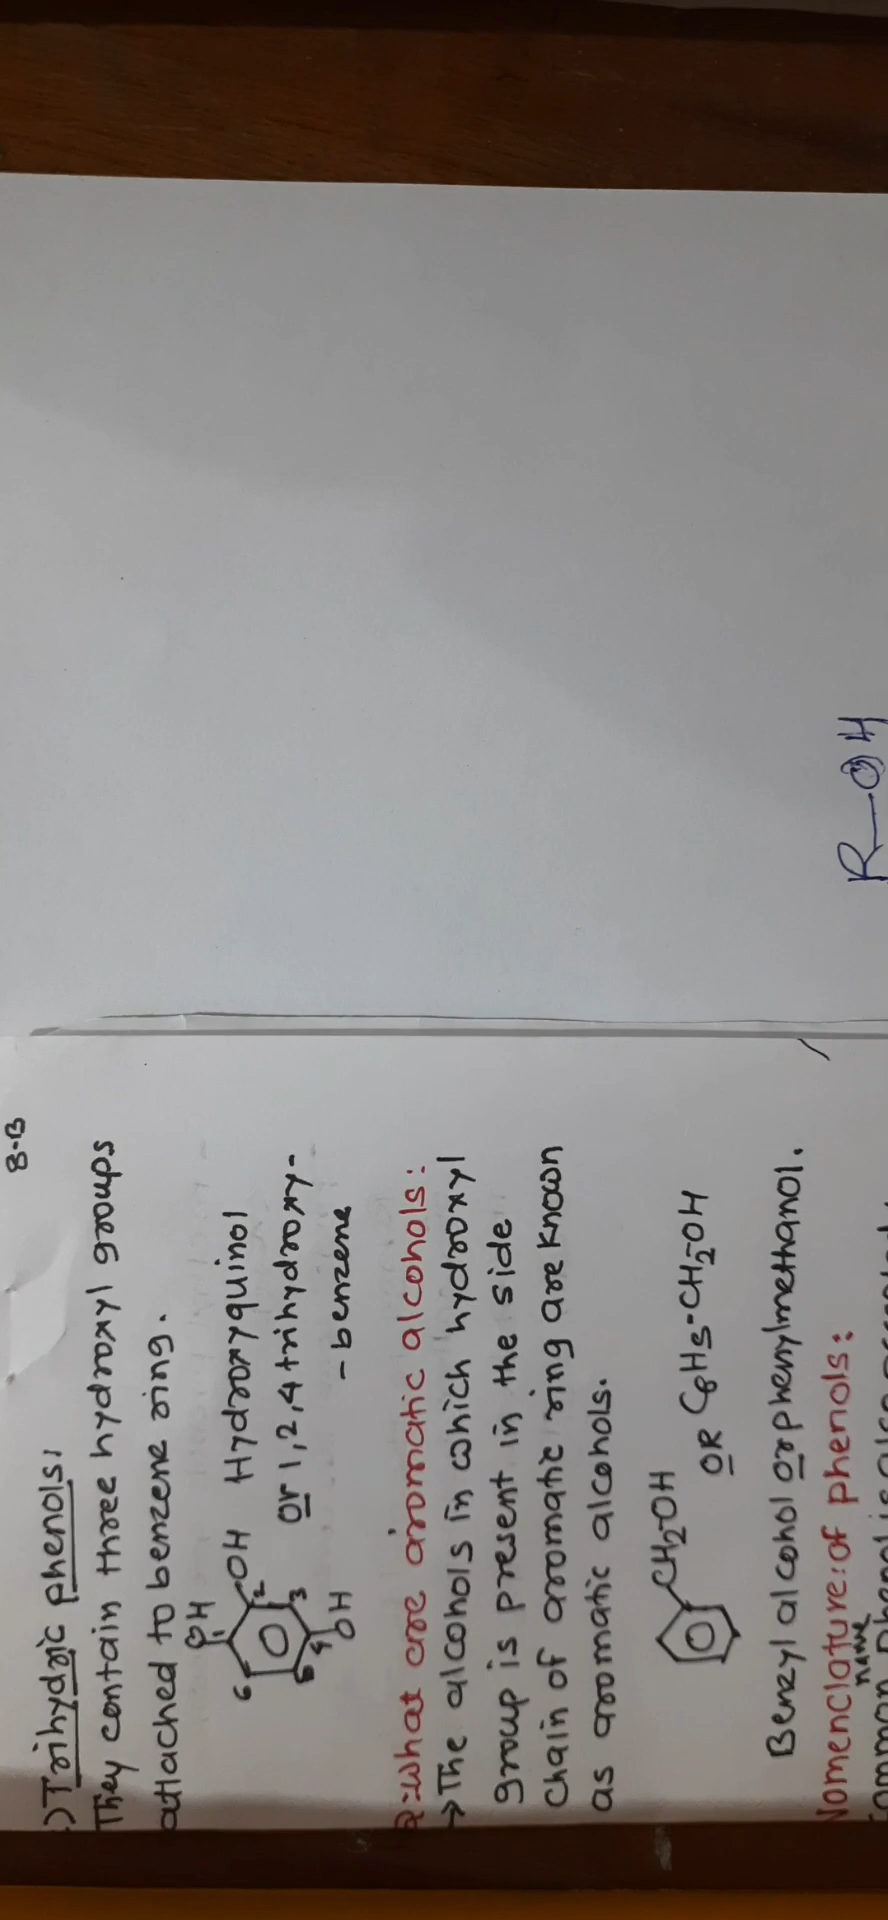 8-B
:) Trihydric phenols:
They contain three hydroxyl groups
attached to benzene ring.
OH
1
6 2 OH Hydroxyquinol
5 3 or 1,2,4 trihydroxy-
4 - benzene
OH
Q:What are aromatic alcohols:
→ The alcohols in which hydroxyl
group is present in the side
chain of aromatic ring are known
as aromatic alcohols.
CH2-OH
OR C6H5-CH2-OH
Benzyl alcohol or phenylmethanol.
Nomenclature: of phenols:
name
R-OH